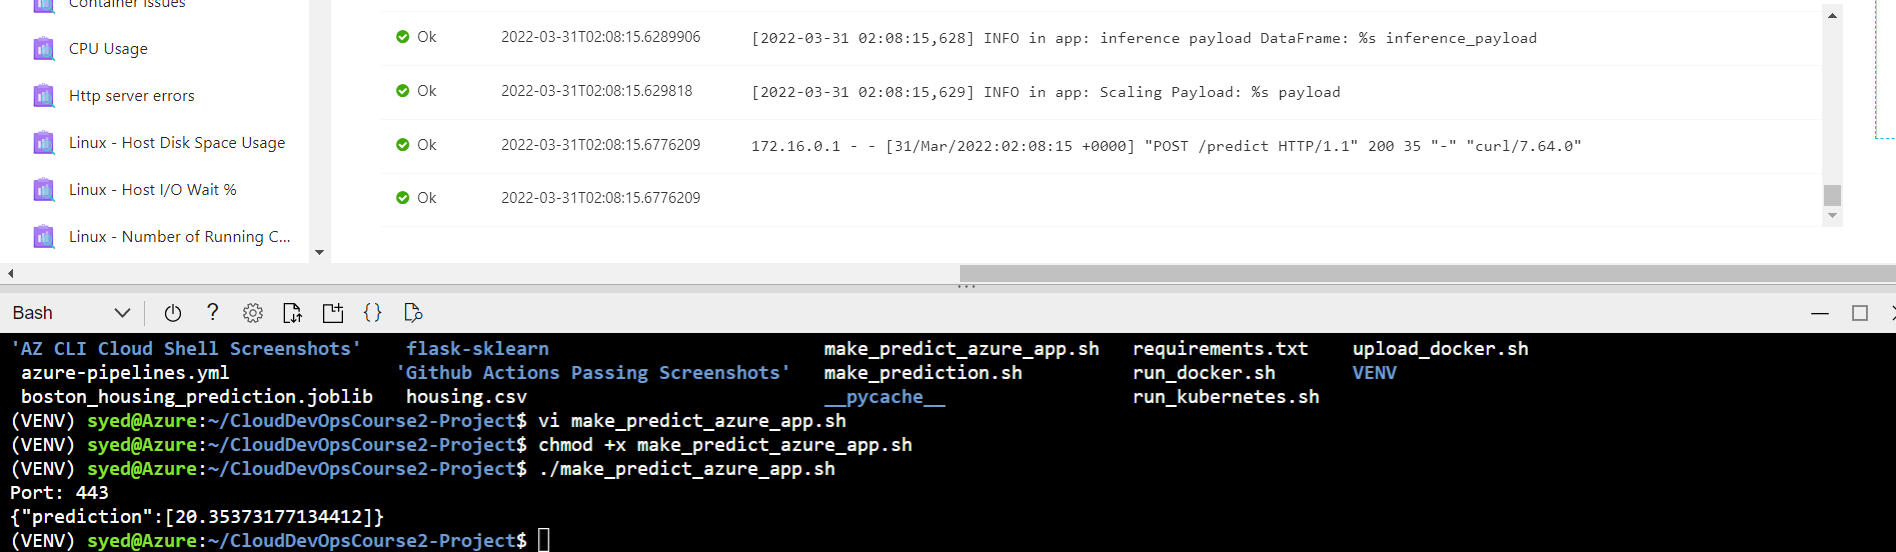 Container Issues
CPU Usage
Http server errors
Linux - Host Disk Space Usage
Linux - Host I/O Wait %
Linux - Number of Running C...
Ok 2022-03-31T02:08:15.6289906 [2022-03-31 02:08:15,628] INFO in app: inference payload DataFrame: %s inference_payload
Ok 2022-03-31T02:08:15.629818 [2022-03-31 02:08:15,629] INFO in app: Scaling Payload: %s payload
Ok 2022-03-31T02:08:15.6776209 172.16.0.1 - - [31/Mar/2022:02:08:15 +0000] "POST /predict HTTP/1.1" 200 35 "-" "curl/7.64.0"
Ok 2022-03-31T02:08:15.6776209
Bash
'AZ CLI Cloud Shell Screenshots' flask-sklearn make_predict_azure_app.sh requirements.txt upload_docker.sh
azure-pipelines.yml 'Github Actions Passing Screenshots' make_prediction.sh run_docker.sh VENV
boston_housing_prediction.joblib housing.csv __pycache__ run_kubernetes.sh
(VENV) syed@Azure:~/CloudDevOpsCourse2-Project$ vi make_predict_azure_app.sh
(VENV) syed@Azure:~/CloudDevOpsCourse2-Project$ chmod +x make_predict_azure_app.sh
(VENV) syed@Azure:~/CloudDevOpsCourse2-Project$ ./make_predict_azure_app.sh
Port: 443
{"prediction":[20.35373177134412]}
(VENV) syed@Azure:~/CloudDevOpsCourse2-Project$